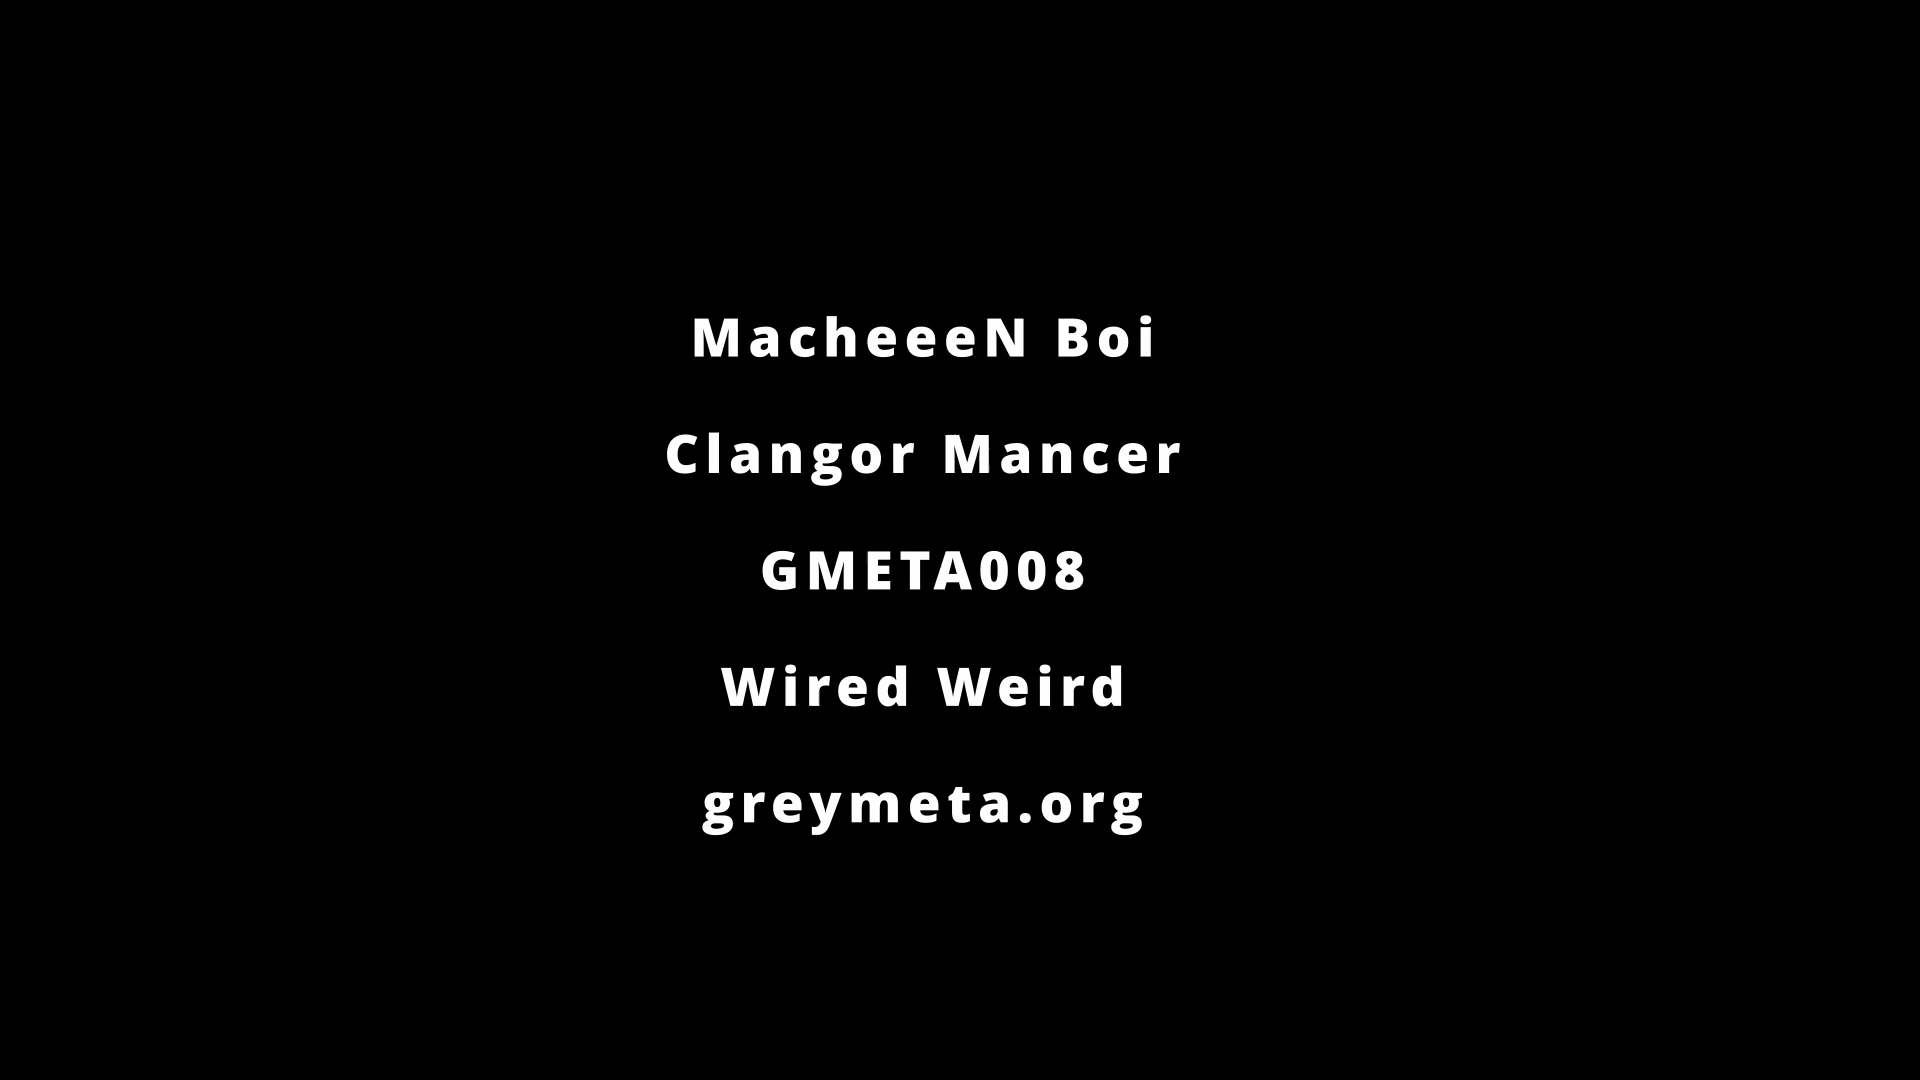 MacheeeN Boi
Clangor Mancer
GMETA008
Wired Weird
greymeta.org